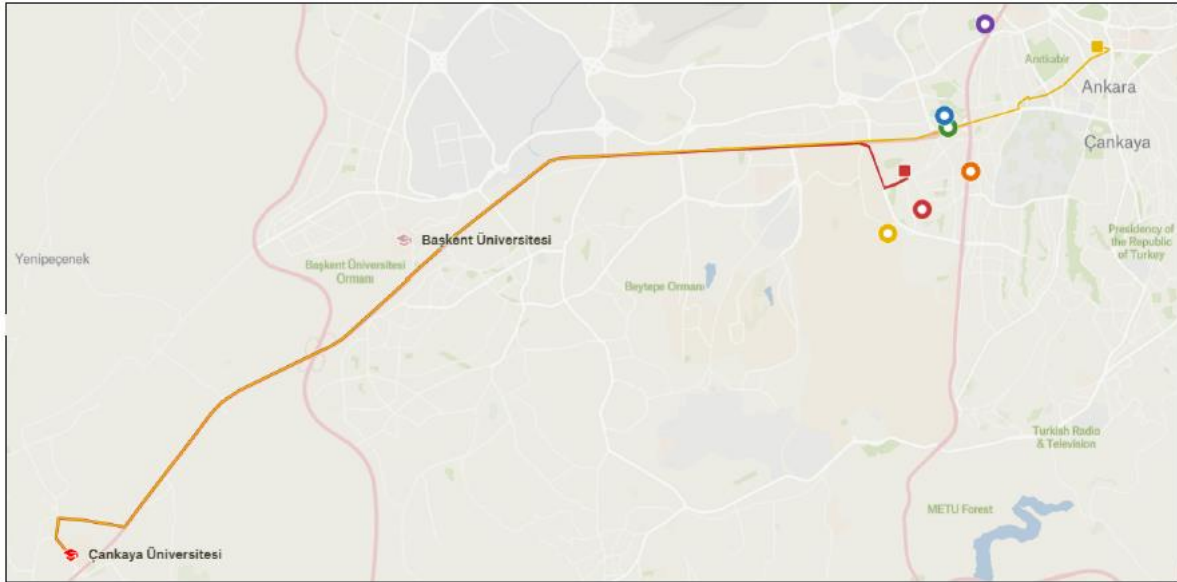 Anıtkabir
Ankara
Çankaya
Başkent Üniversitesi
Presidency of
the Republic
of Turkey
Yenipeçenek
Başkent Üniversitesi
Ormanı
Beytepe Ormanı
Turkish Radio
& Television
METU Forest
Çankaya Üniversitesi